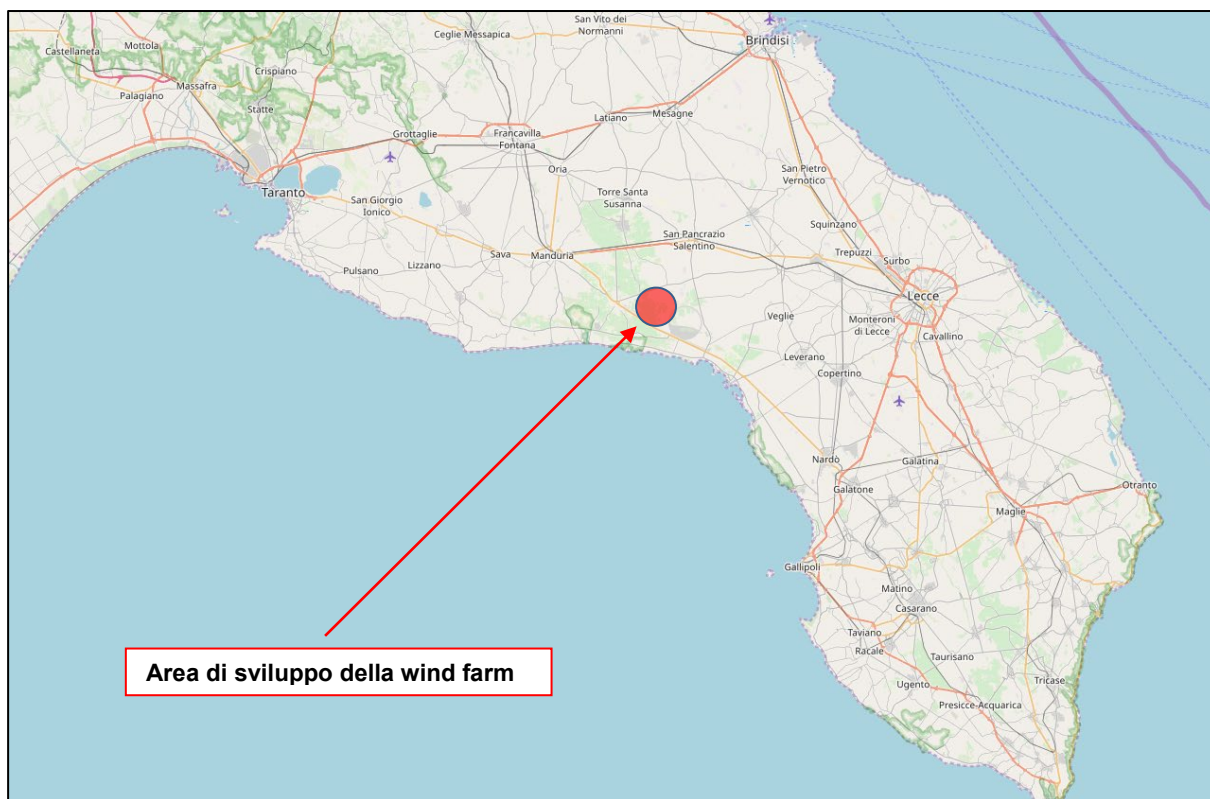 San Vito dei
Normanni
Ceglie Messapica
Brindisi
Mottola
Castellaneta
Crispiano
Massafra
Palagiano
Statte
Latiano
Mesagne
Grottaglie
Francavilla
Fontana
Oria
San Pietro
Vernotico
Taranto
San Giorgio
Ionico
Torre Santa
Susanna
Squinzano
San Pancrazio
Salentino
Trepuzzi
Surbo
Sava
Manduria
Lizzano
Pulsano
Lecce
Veglie
Monteroni
di Lecce
Cavallino
Leverano
Copertino
Nardò
Galatina
Galatone
Otranto
Maglie
Gallipoli
Matino
Casarano
Taviano
Racale
Taurisano
Ugento
Tricase
Presicce-Acquarica
Area di sviluppo della wind farm